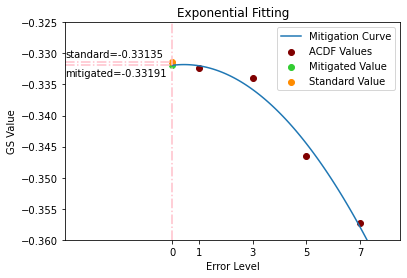 Exponential Fitting
−0.325
−0.330
−0.335
−0.340
−0.345
−0.350
−0.355
−0.360
GS Value
standard=-0.33135
mitigated=-0.33191
Mitigation Curve
ACDF Values
Mitigated Value
Standard Value
0 1 3 5 7
Error Level